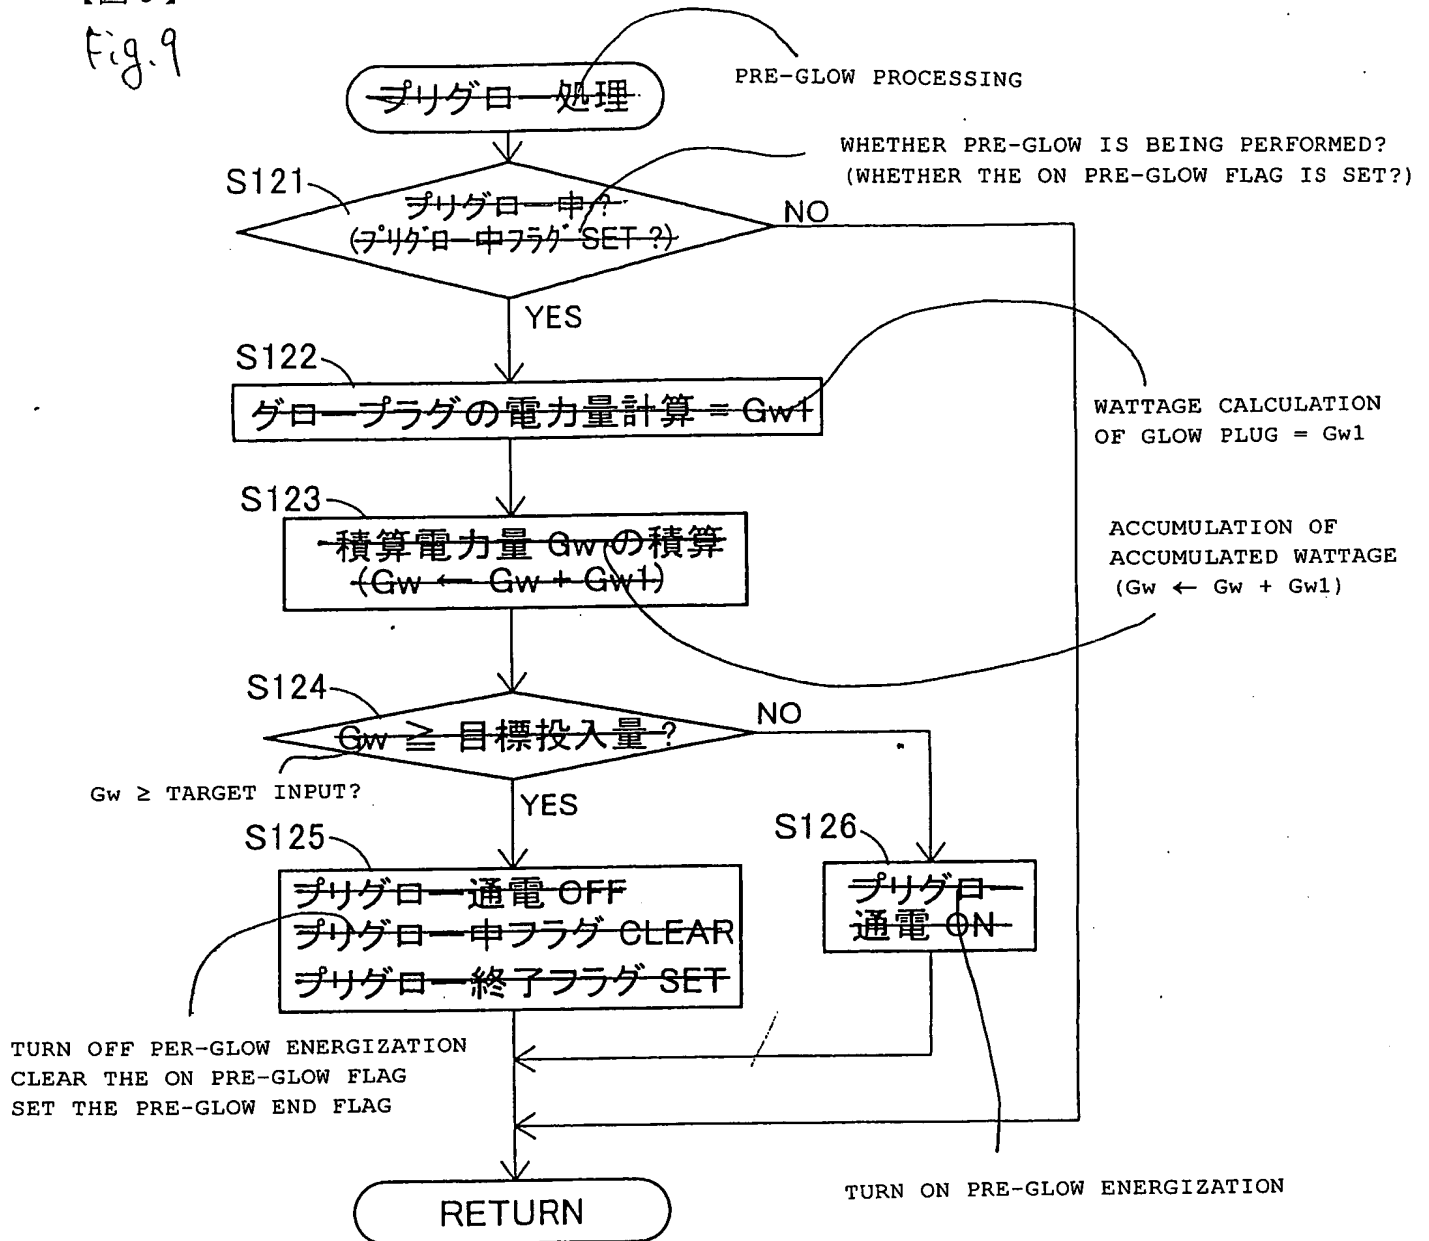 Fig.9
プリグロー処理
PRE-GLOW PROCESSING
WHETHER PRE-GLOW IS BEING PERFORMED?
(WHETHER THE ON PRE-GLOW FLAG IS SET?)
S121
プリグロー中?
(プリグロー中フラグ SET ?)
NO
YES
S122
グロープラグの電力量計算 = Gw1
WATTAGE CALCULATION
OF GLOW PLUG = Gw1
S123
積算電力量 Gw の積算
(Gw ← Gw + Gw1)
ACCUMULATION OF
ACCUMULATED WATTAGE
(Gw ← Gw + Gw1)
S124
Gw ≧ 目標投入量 ?
NO
Gw ≥ TARGET INPUT?
YES
S125
プリグロー通電 OFF
プリグロー中フラグ CLEAR
プリグロー終了フラグ SET
S126
プリグロー
通電 ON
TURN OFF PER-GLOW ENERGIZATION
CLEAR THE ON PRE-GLOW FLAG
SET THE PRE-GLOW END FLAG
TURN ON PRE-GLOW ENERGIZATION
RETURN